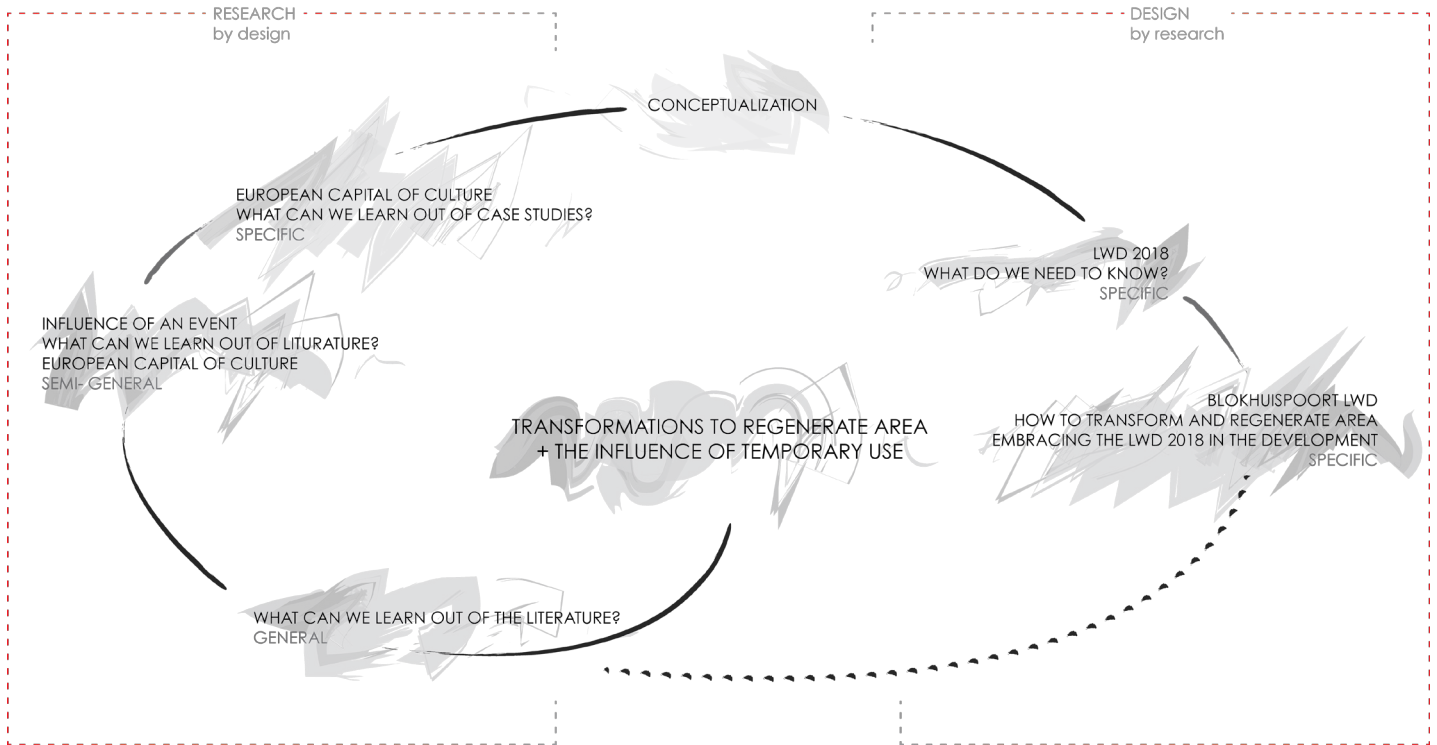 RESEARCH
by design
DESIGN
by research
CONCEPTUALIZATION
EUROPEAN CAPITAL OF CULTURE
WHAT CAN WE LEARN OUT OF CASE STUDIES?
SPECIFIC
LWD 2018
WHAT DO WE NEED TO KNOW?
SPECIFIC
INFLUENCE OF AN EVENT
WHAT CAN WE LEARN OUT OF LITURATURE?
EUROPEAN CAPITAL OF CULTURE
SEMI- GENERAL
BLOKHUISPOORT LWD
HOW TO TRANSFORM AND REGENERATE AREA
EMBRACING THE LWD 2018 IN THE DEVELOPMENT
SPECIFIC
TRANSFORMATIONS TO REGENERATE AREA
+ THE INFLUENCE OF TEMPORARY USE
WHAT CAN WE LEARN OUT OF THE LITERATURE?
GENERAL